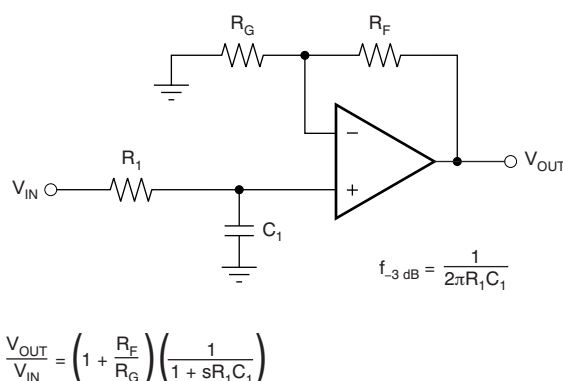 R_G
R_F
−
+
V_OUT
R_1
V_IN
C_1
f_−3 dB = 1 / 2πR_1C_1
V_OUT / V_IN = (1 + R_F / R_G) (1 / 1 + sR_1C_1)